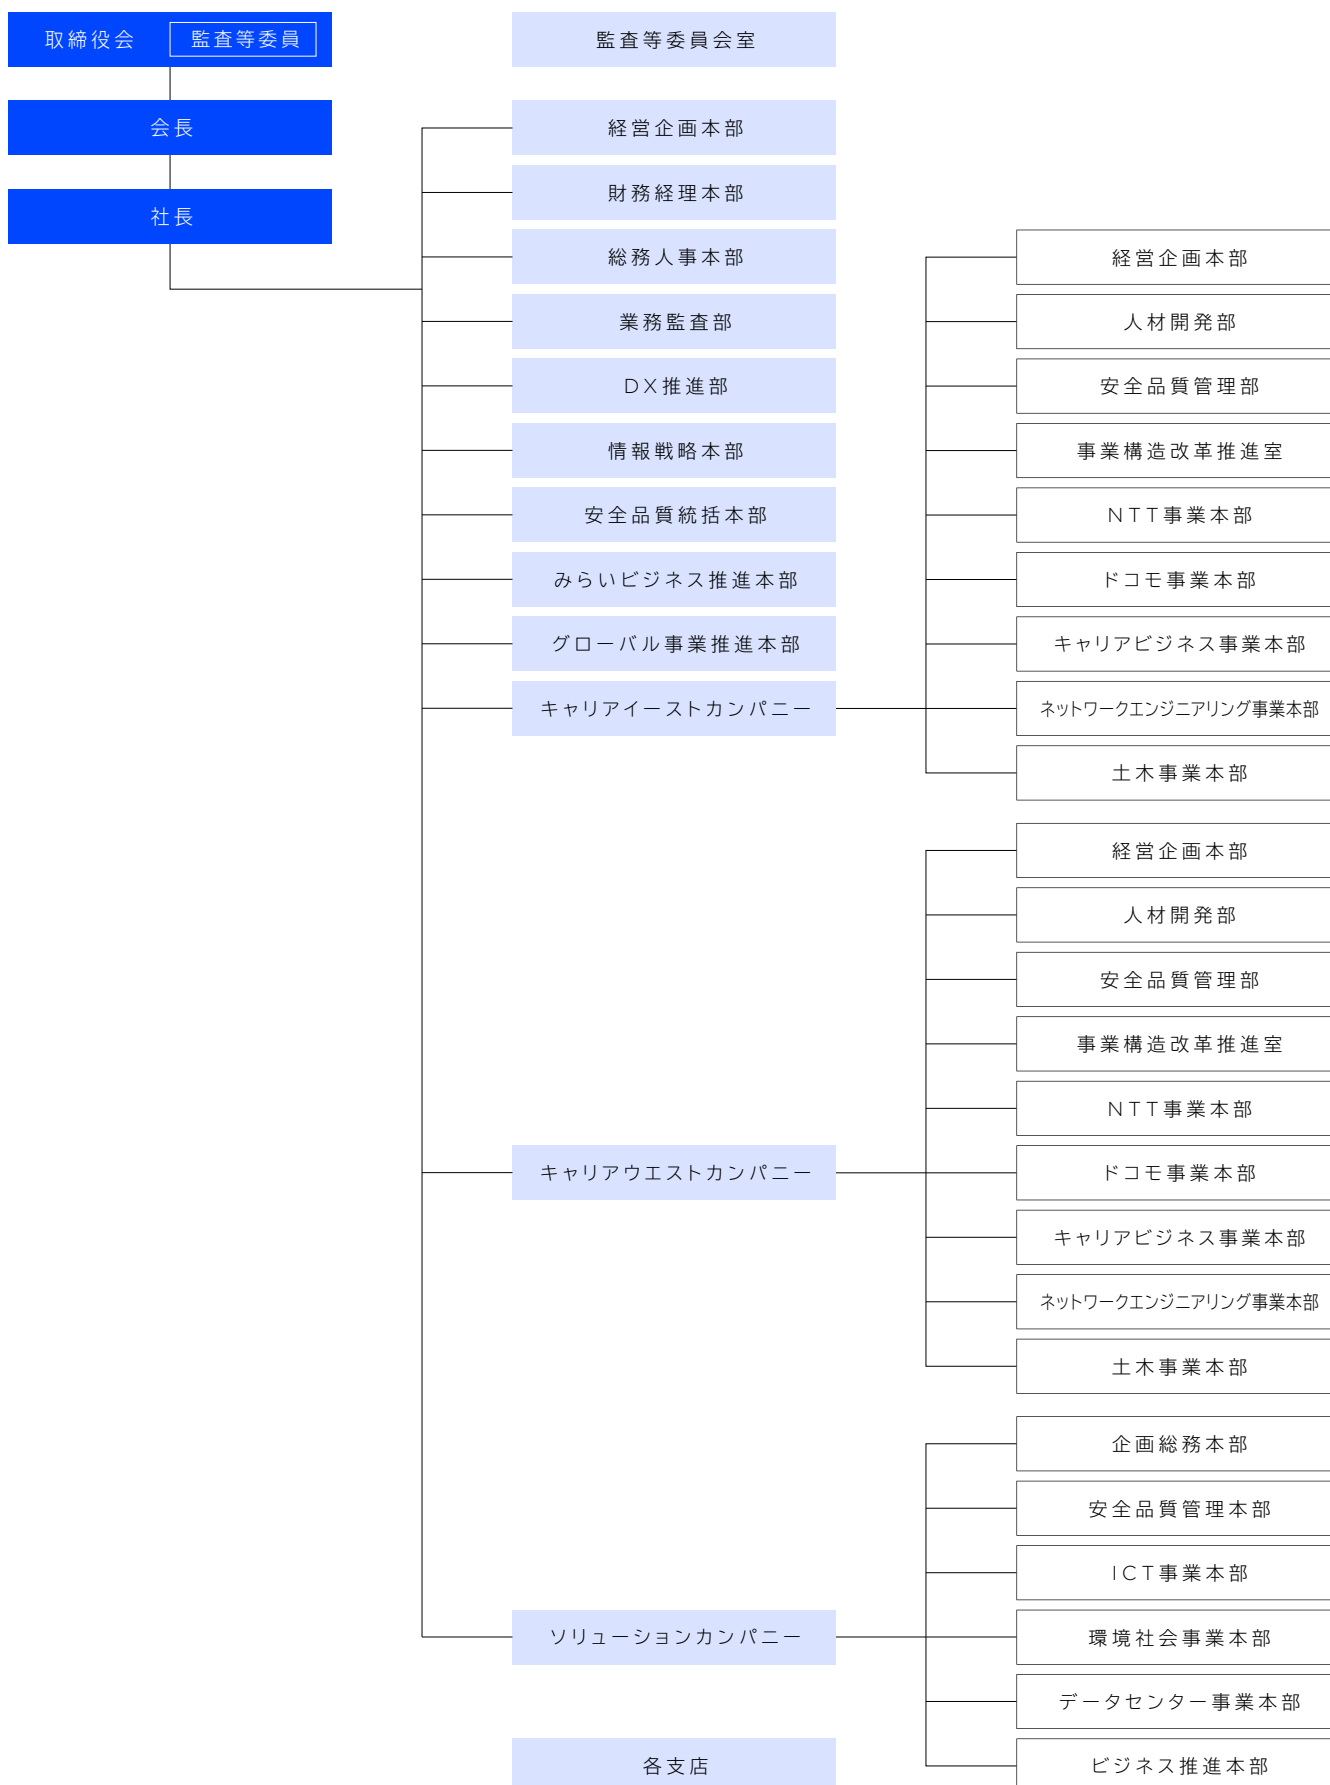 取締役会
監査等委員
会長
社長
監査等委員会室
経営企画本部
財務経理本部
総務人事本部
業務監査部
DX推進部
情報戦略本部
安全品質統括本部
みらいビジネス推進本部
グローバル事業推進本部
キャリアイーストカンパニー
経営企画本部
人材開発部
安全品質管理部
事業構造改革推進室
NTT事業本部
ドコモ事業本部
キャリアビジネス事業本部
ネットワークエンジニアリング事業本部
土木事業本部
キャリアウエストカンパニー
経営企画本部
人材開発部
安全品質管理部
事業構造改革推進室
NTT事業本部
ドコモ事業本部
キャリアビジネス事業本部
ネットワークエンジニアリング事業本部
土木事業本部
ソリューションカンパニー
企画総務本部
安全品質管理本部
ICT事業本部
環境社会事業本部
データセンター事業本部
ビジネス推進本部
各支店